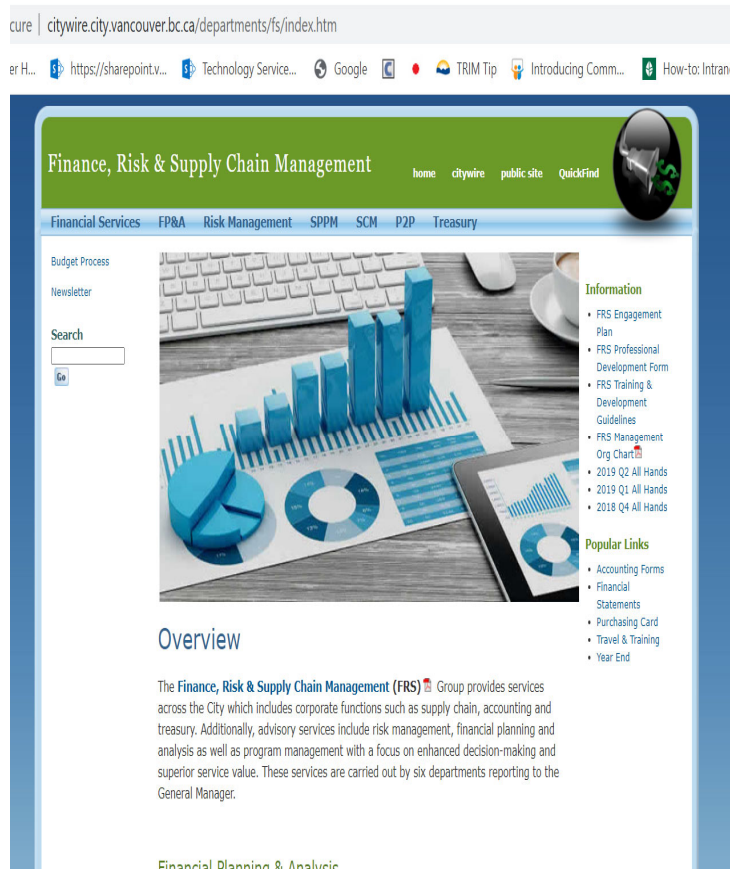 cure | citywire.city.vancouver.bc.ca/departments/fs/index.htm
er H... https://sharepoint.v... Technology Service... Google TRIM Tip Introducing Comm... How-to: Intran
Finance, Risk & Supply Chain Management
home citywire public site QuickFind
Financial Services FP&A Risk Management SPPM SCM P2P Treasury
Budget Process
Newsletter
Search
Go
Information
• FRS Engagement
Plan
• FRS Professional
Development Form
• FRS Training &
Development
Guidelines
• FRS Management
Org Chart
• 2019 Q2 All Hands
• 2019 Q1 All Hands
• 2018 Q4 All Hands
Popular Links
• Accounting Forms
• Financial
Statements
• Purchasing Card
• Travel & Training
• Year End
Overview
The Finance, Risk & Supply Chain Management (FRS) Group provides services
across the City which includes corporate functions such as supply chain, accounting and
treasury. Additionally, advisory services include risk management, financial planning and
analysis as well as program management with a focus on enhanced decision-making and
superior service value. These services are carried out by six departments reporting to the
General Manager.
Financial Planning & Analysis